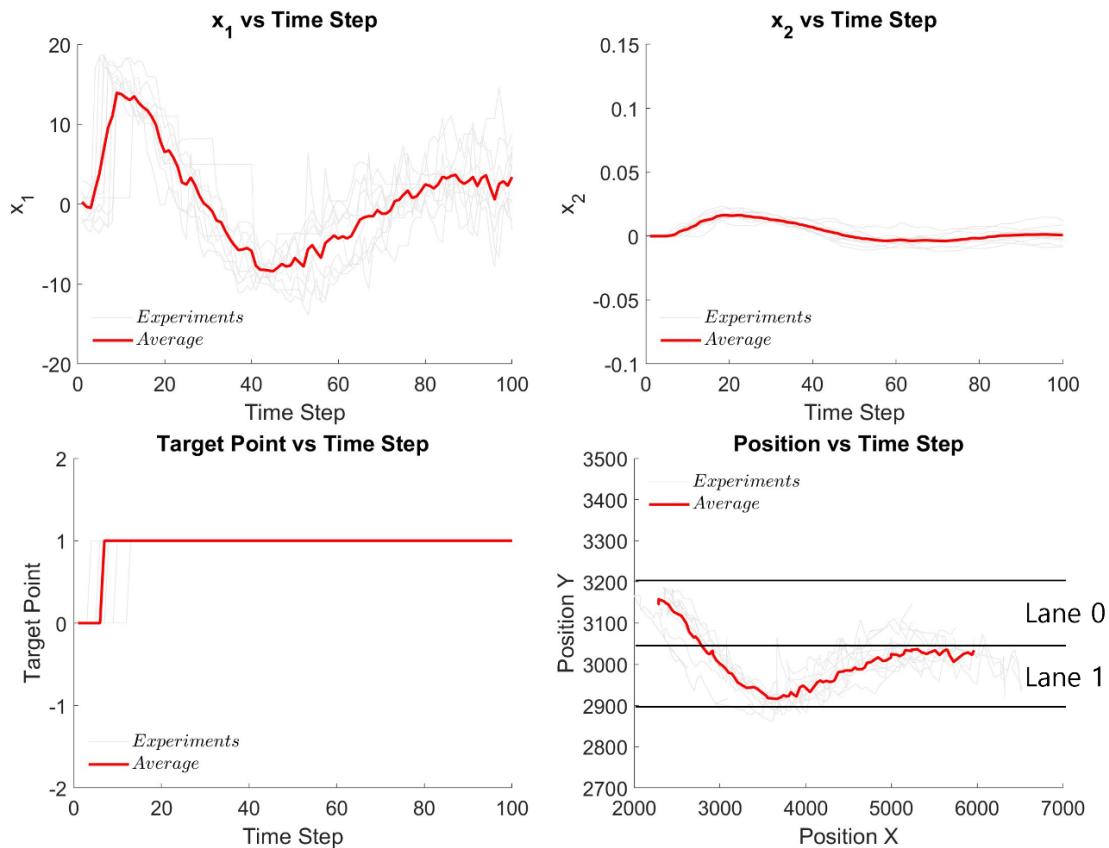 x1 vs Time Step
20
10
0
-10
-20
x1
0
20
40
60
80
100
Time Step
Experiments
Average
x2 vs Time Step
0.15
0.1
0.05
0
-0.05
-0.1
x2
0
20
40
60
80
100
Time Step
Experiments
Average
Target Point vs Time Step
2
1
0
-1
-2
Target Point
0
20
40
60
80
100
Time Step
Experiments
Average
Position vs Time Step
3500
3400
3300
3200
3100
3000
2900
2800
2700
Position Y
2000
3000
4000
5000
6000
7000
Position X
Experiments
Average
Lane 0
Lane 1